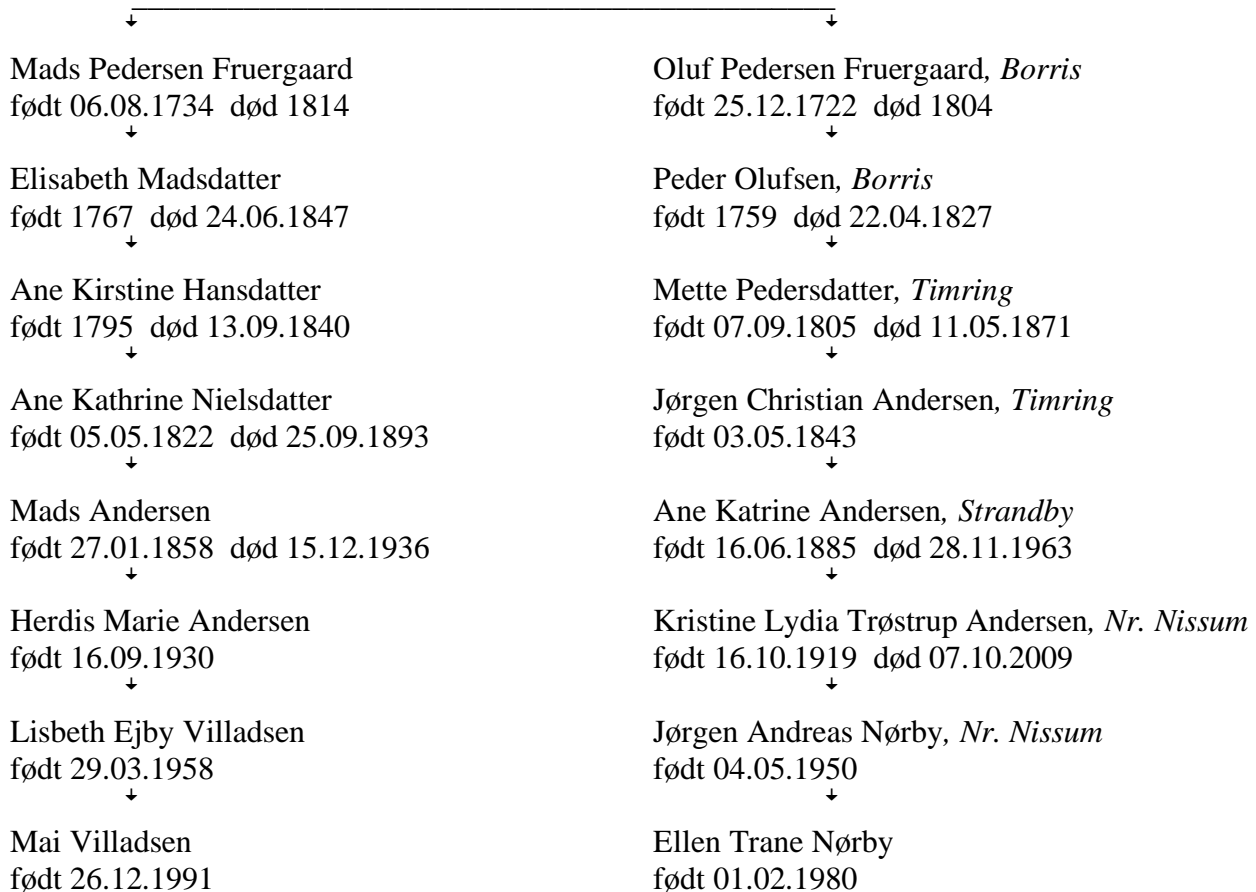 Mads Pedersen Fruergaard
født 06.08.1734 død 1814
Elisabeth Madsdatter
født 1767 død 24.06.1847
Ane Kirstine Hansdatter
født 1795 død 13.09.1840
Ane Kathrine Nielsdatter
født 05.05.1822 død 25.09.1893
Mads Andersen
født 27.01.1858 død 15.12.1936
Herdis Marie Andersen
født 16.09.1930
Lisbeth Ejby Villadsen
født 29.03.1958
Mai Villadsen
født 26.12.1991
Oluf Pedersen Fruergaard, Borris
født 25.12.1722 død 1804
Peder Olufsen, Borris
født 1759 død 22.04.1827
Mette Pedersdatter, Timring
født 07.09.1805 død 11.05.1871
Jørgen Christian Andersen, Timring
født 03.05.1843
Ane Katrine Andersen, Strandby
født 16.06.1885 død 28.11.1963
Kristine Lydia Trøstrup Andersen, Nr. Nissum
født 16.10.1919 død 07.10.2009
Jørgen Andreas Nørby, Nr. Nissum
født 04.05.1950
Ellen Trane Nørby
født 01.02.1980